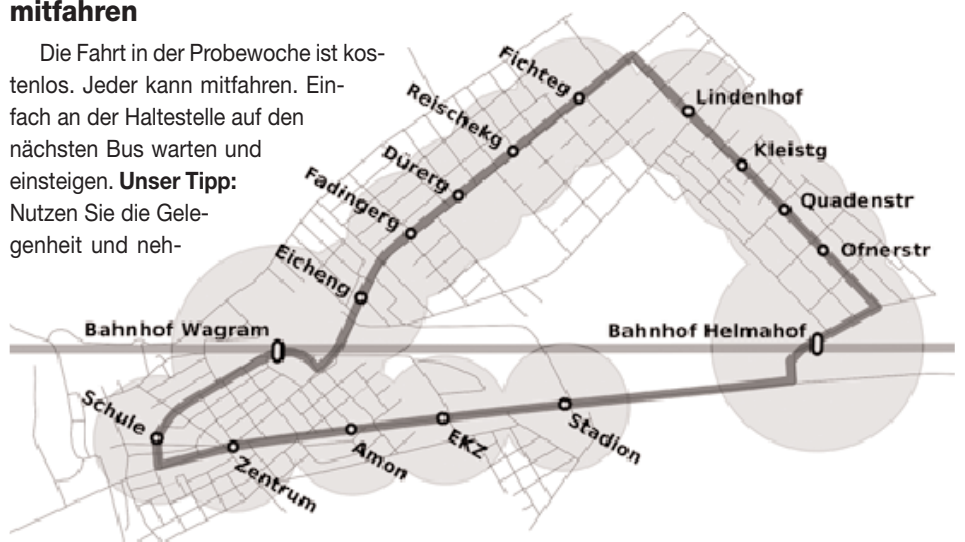 mitfahren
Die Fahrt in der Probewoche ist kos-
tenlos. Jeder kann mitfahren. Ein-
fach an der Haltestelle auf den
nächsten Bus warten und
einsteigen. Unser Tipp:
Nutzen Sie die Gele-
genheit und neh-
Fichteg
Reischekg
Dürerg
Fadingerg
Eicheng
Bahnhof Wagram
Schule
Zentrum
Amon
EKZ
Stadion
Bahnhof Helmahof
Ofnerstr
Quadenstr
Kleistg
Lindenhof